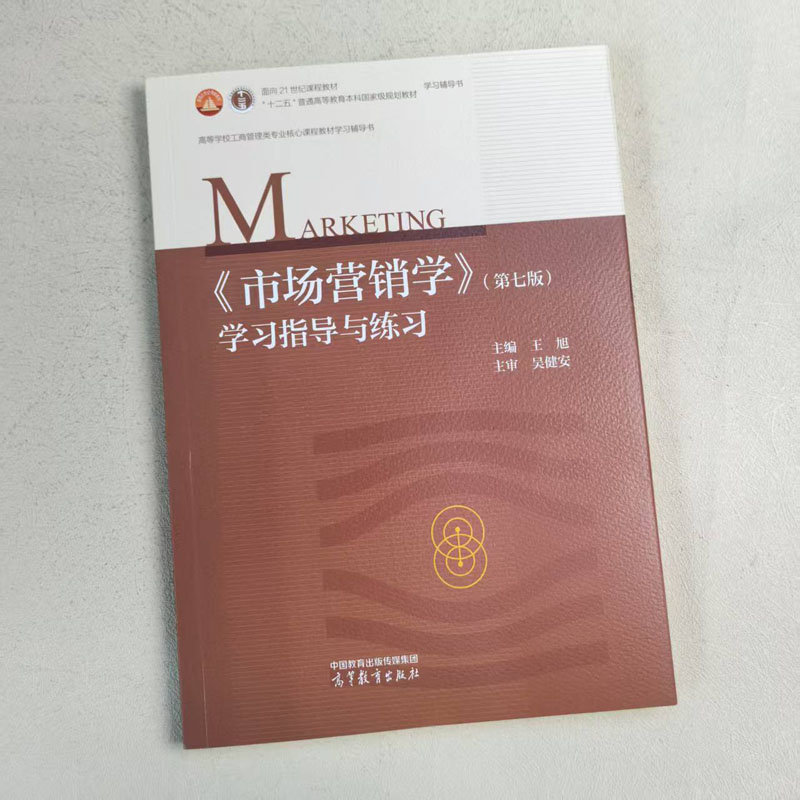 面向21世纪课程教材
"十二五"普通高等教育本科国家级规划教材
学习辅导书
高等学校工商管理类专业核心课程教材学习辅导书
MARKETING
《市场营销学》(第七版)
学习指导与练习
主编 王旭
主审 吴健安
中国教育出版传媒集团
高等教育出版社